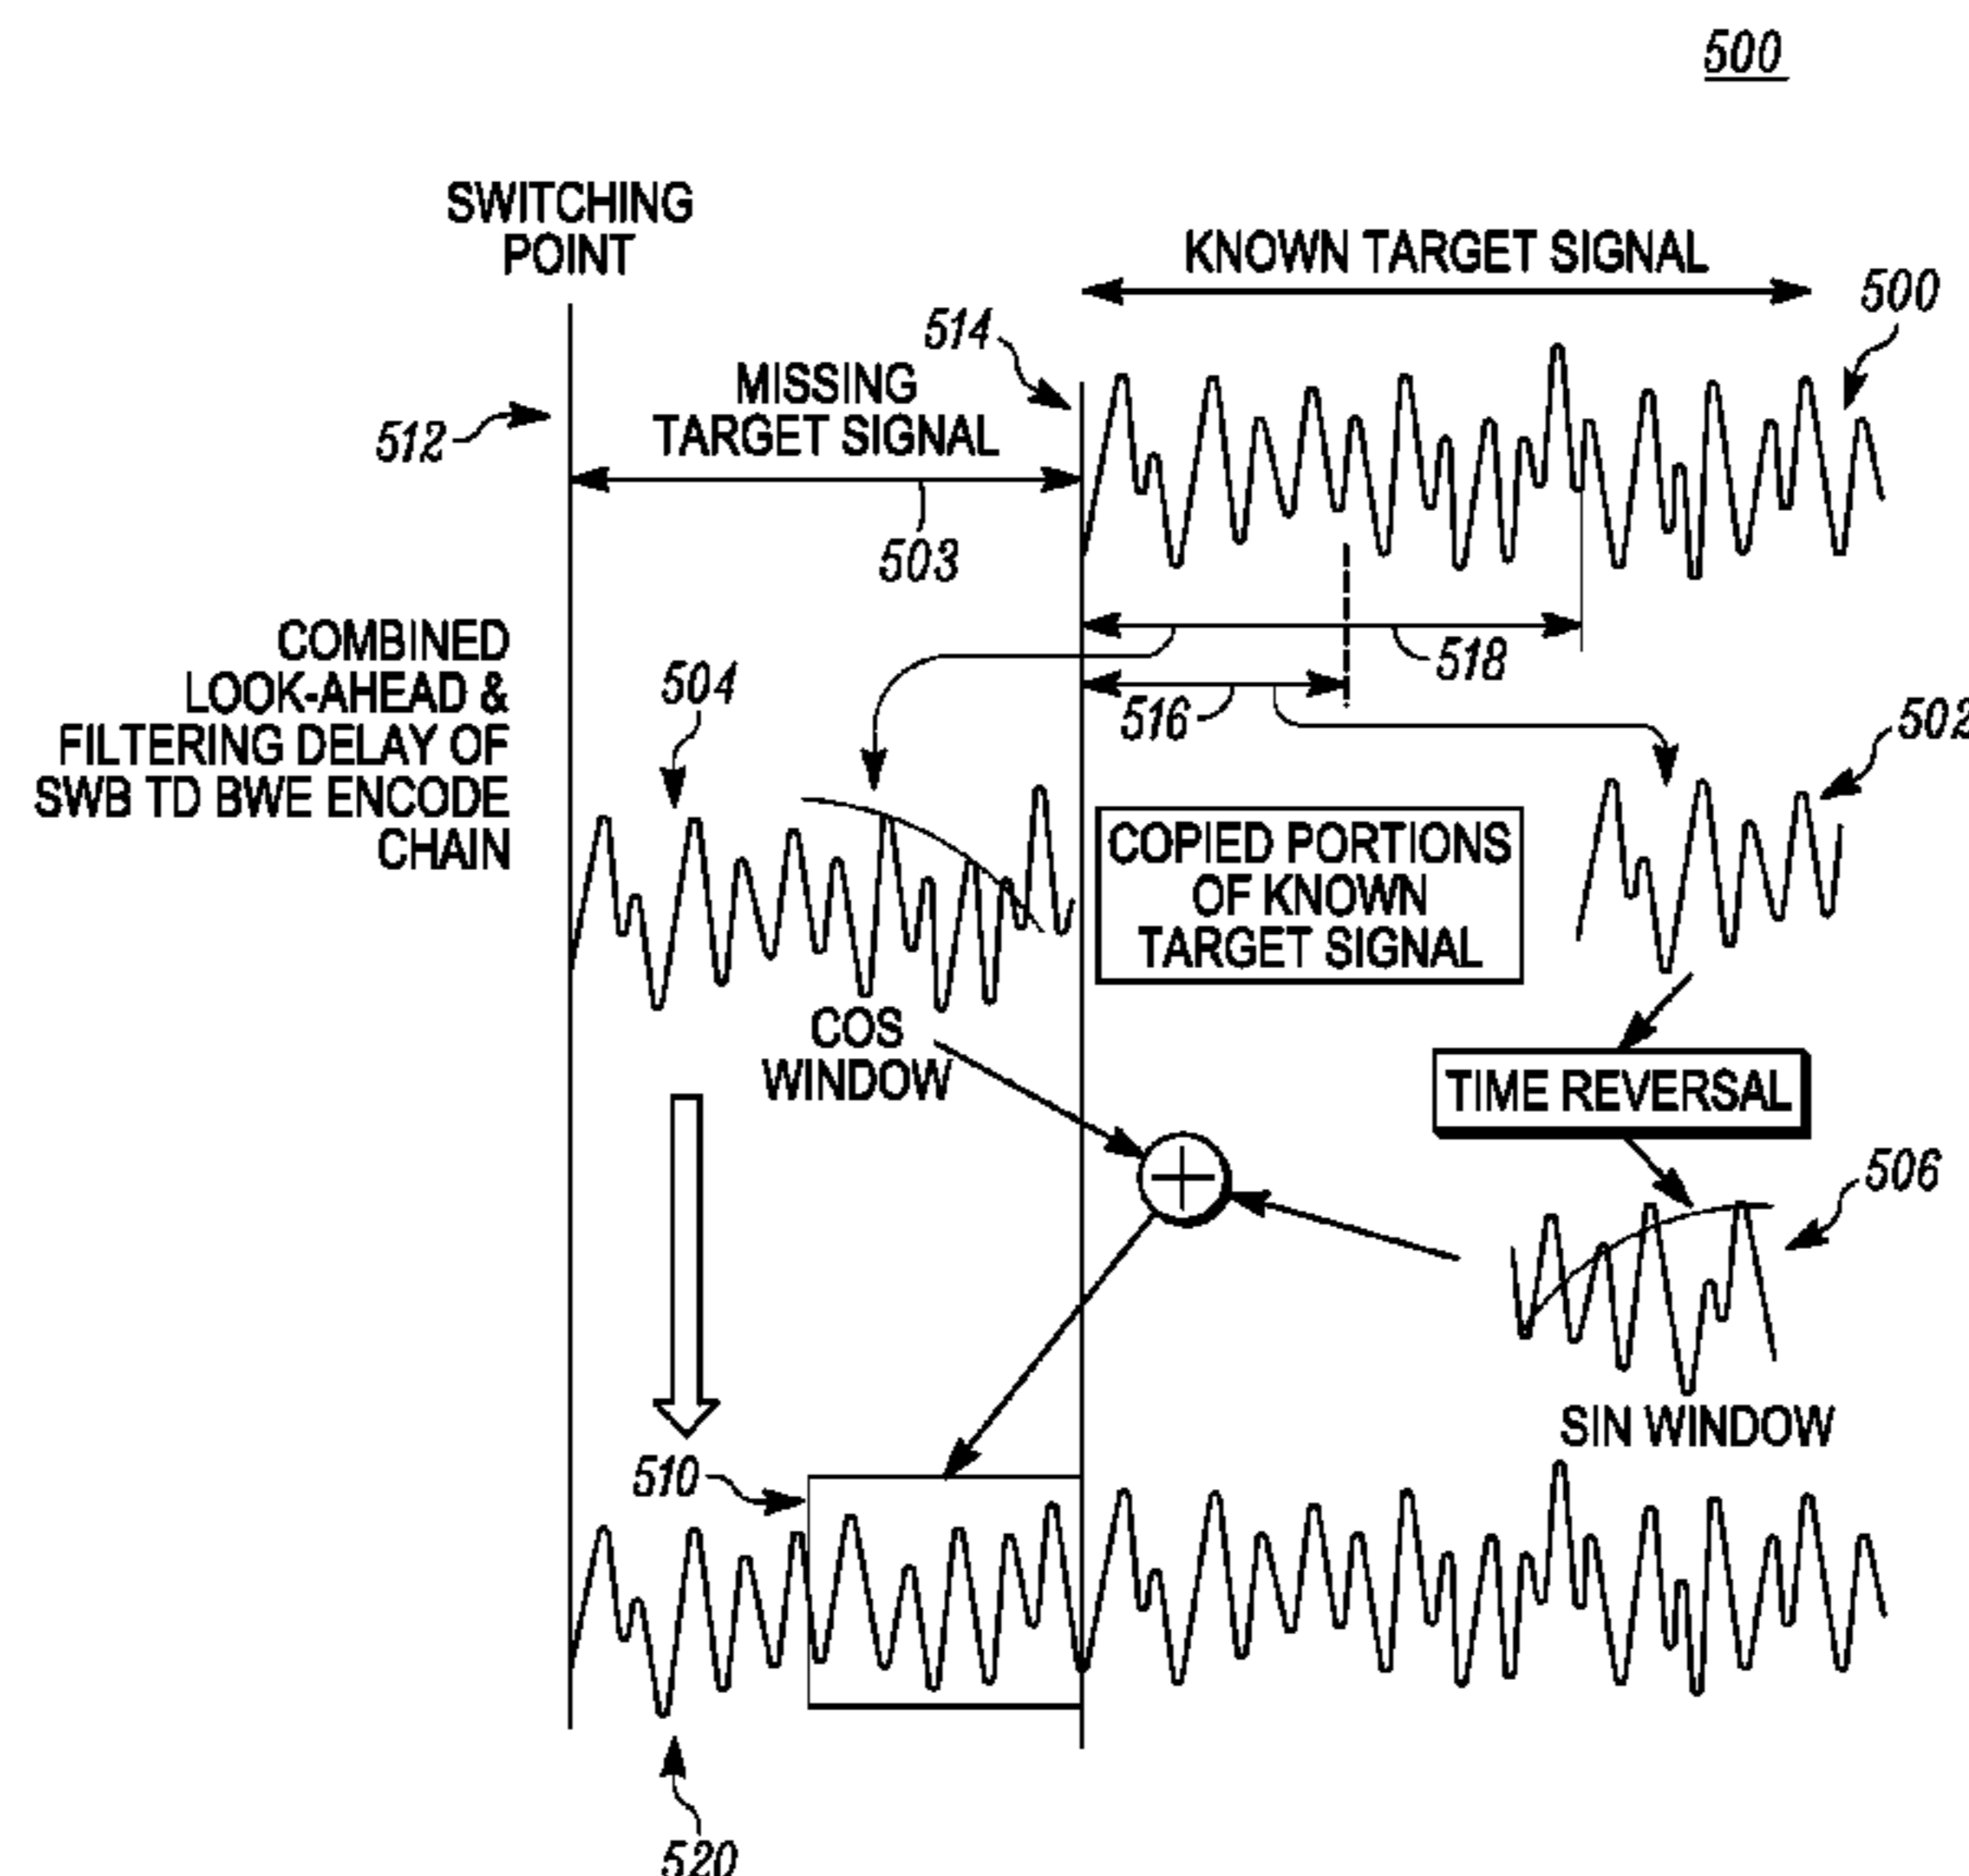 500
SWITCHING
POINT
KNOWN TARGET SIGNAL
500
514
MISSING
TARGET SIGNAL
512
503
COMBINED
LOOK-AHEAD &
FILTERING DELAY OF
SWB TD BWE ENCODE
CHAIN
504
518
516
502
COPIED PORTIONS
OF KNOWN
TARGET SIGNAL
COS
WINDOW
TIME REVERSAL
506
SIN WINDOW
510
520